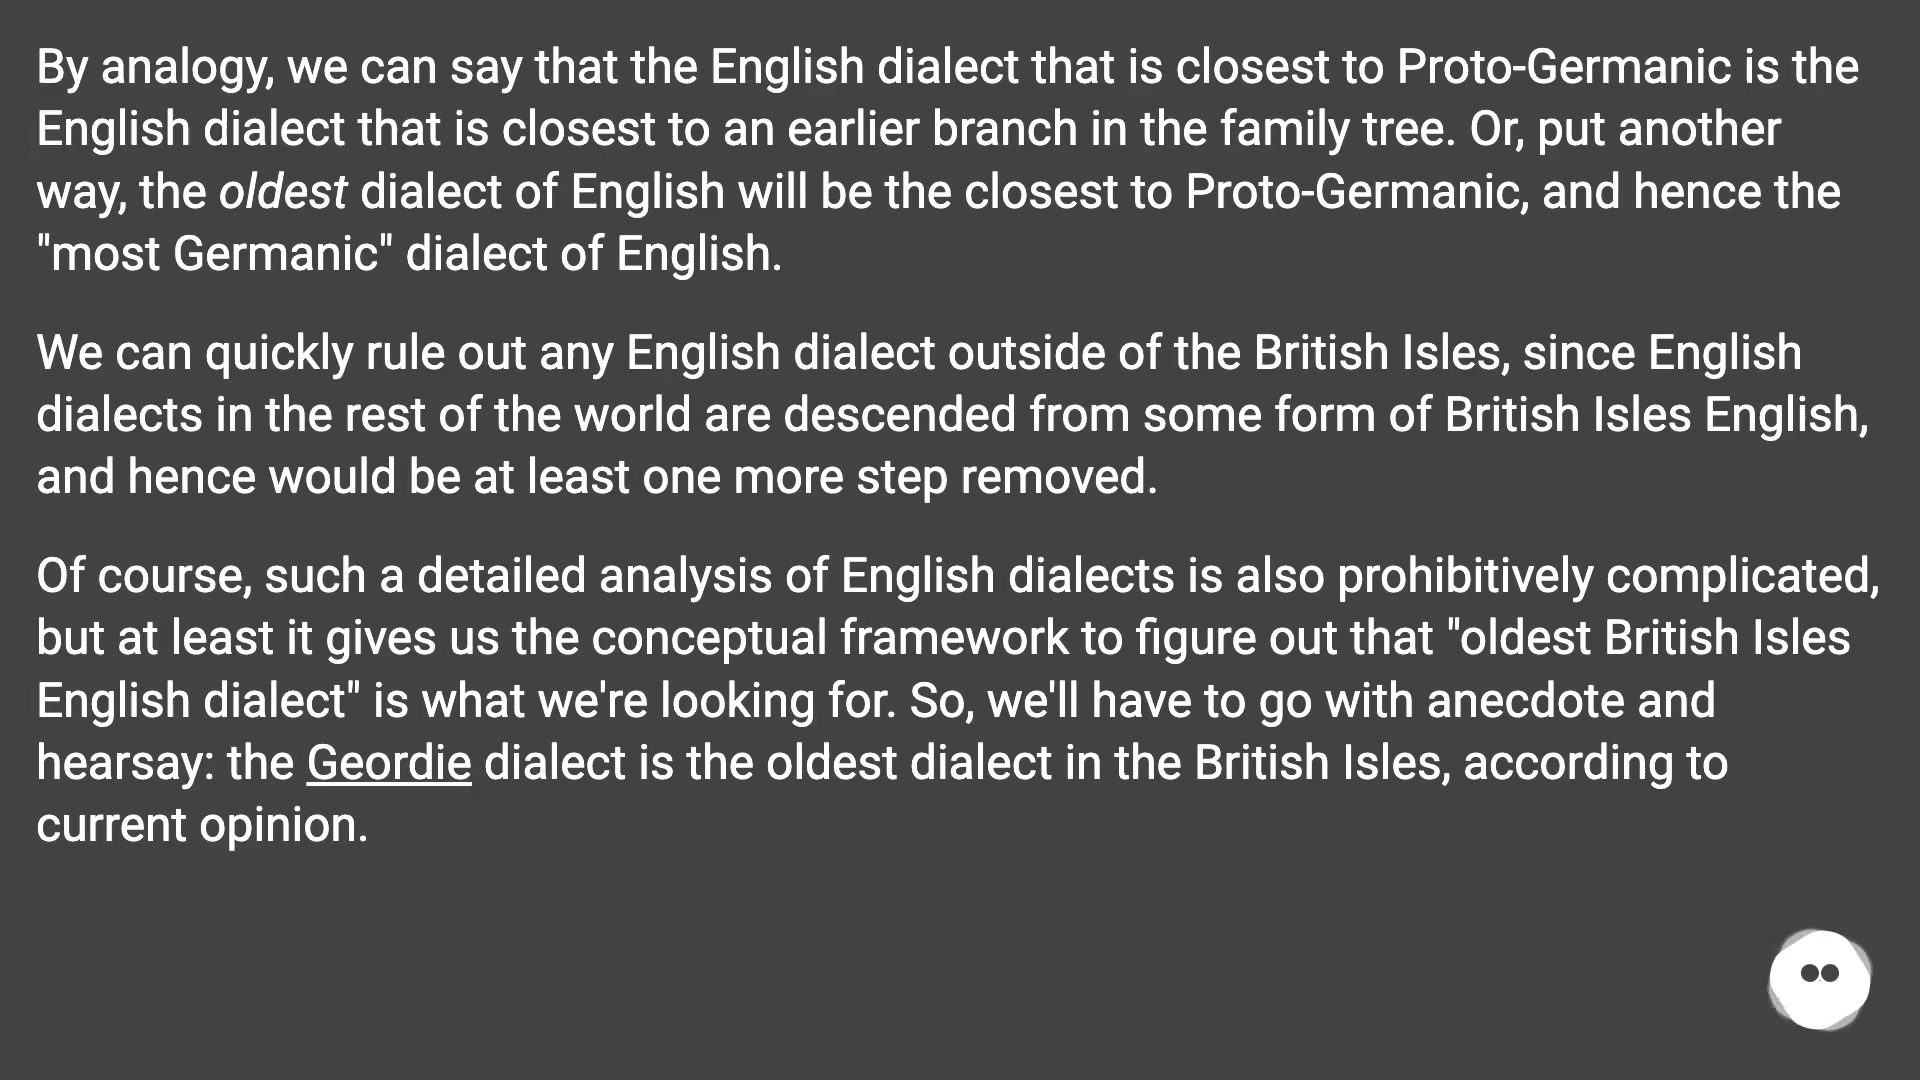 By analogy, we can say that the English dialect that is closest to Proto-Germanic is the
English dialect that is closest to an earlier branch in the family tree. Or, put another
way, the oldest dialect of English will be the closest to Proto-Germanic, and hence the
"most Germanic" dialect of English.
We can quickly rule out any English dialect outside of the British Isles, since English
dialects in the rest of the world are descended from some form of British Isles English,
and hence would be at least one more step removed.
Of course, such a detailed analysis of English dialects is also prohibitively complicated,
but at least it gives us the conceptual framework to figure out that "oldest British Isles
English dialect" is what we're looking for. So, we'll have to go with anecdote and
hearsay: the Geordie dialect is the oldest dialect in the British Isles, according to
current opinion.